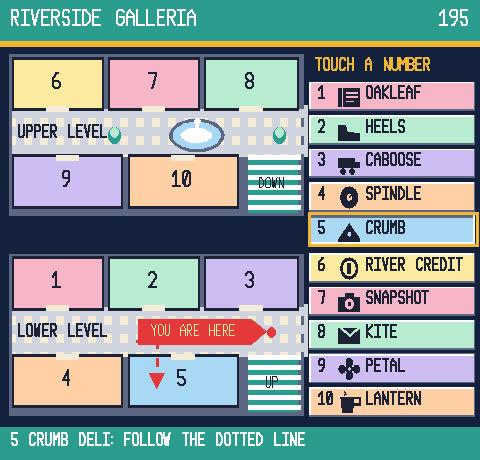 RIVERSIDE GALLERIA
195
6
7
8
UPPER LEVEL
9
10
DOWN
1
2
3
LOWER LEVEL
YOU ARE HERE
4
5
UP
TOUCH A NUMBER
1 OAKLEAF
2 HEELS
3 CABOOSE
4 SPINDLE
5 CRUMB
6 RIVER CREDIT
7 SNAPSHOT
8 KITE
9 PETAL
10 LANTERN
5 CRUMB DELI: FOLLOW THE DOTTED LINE